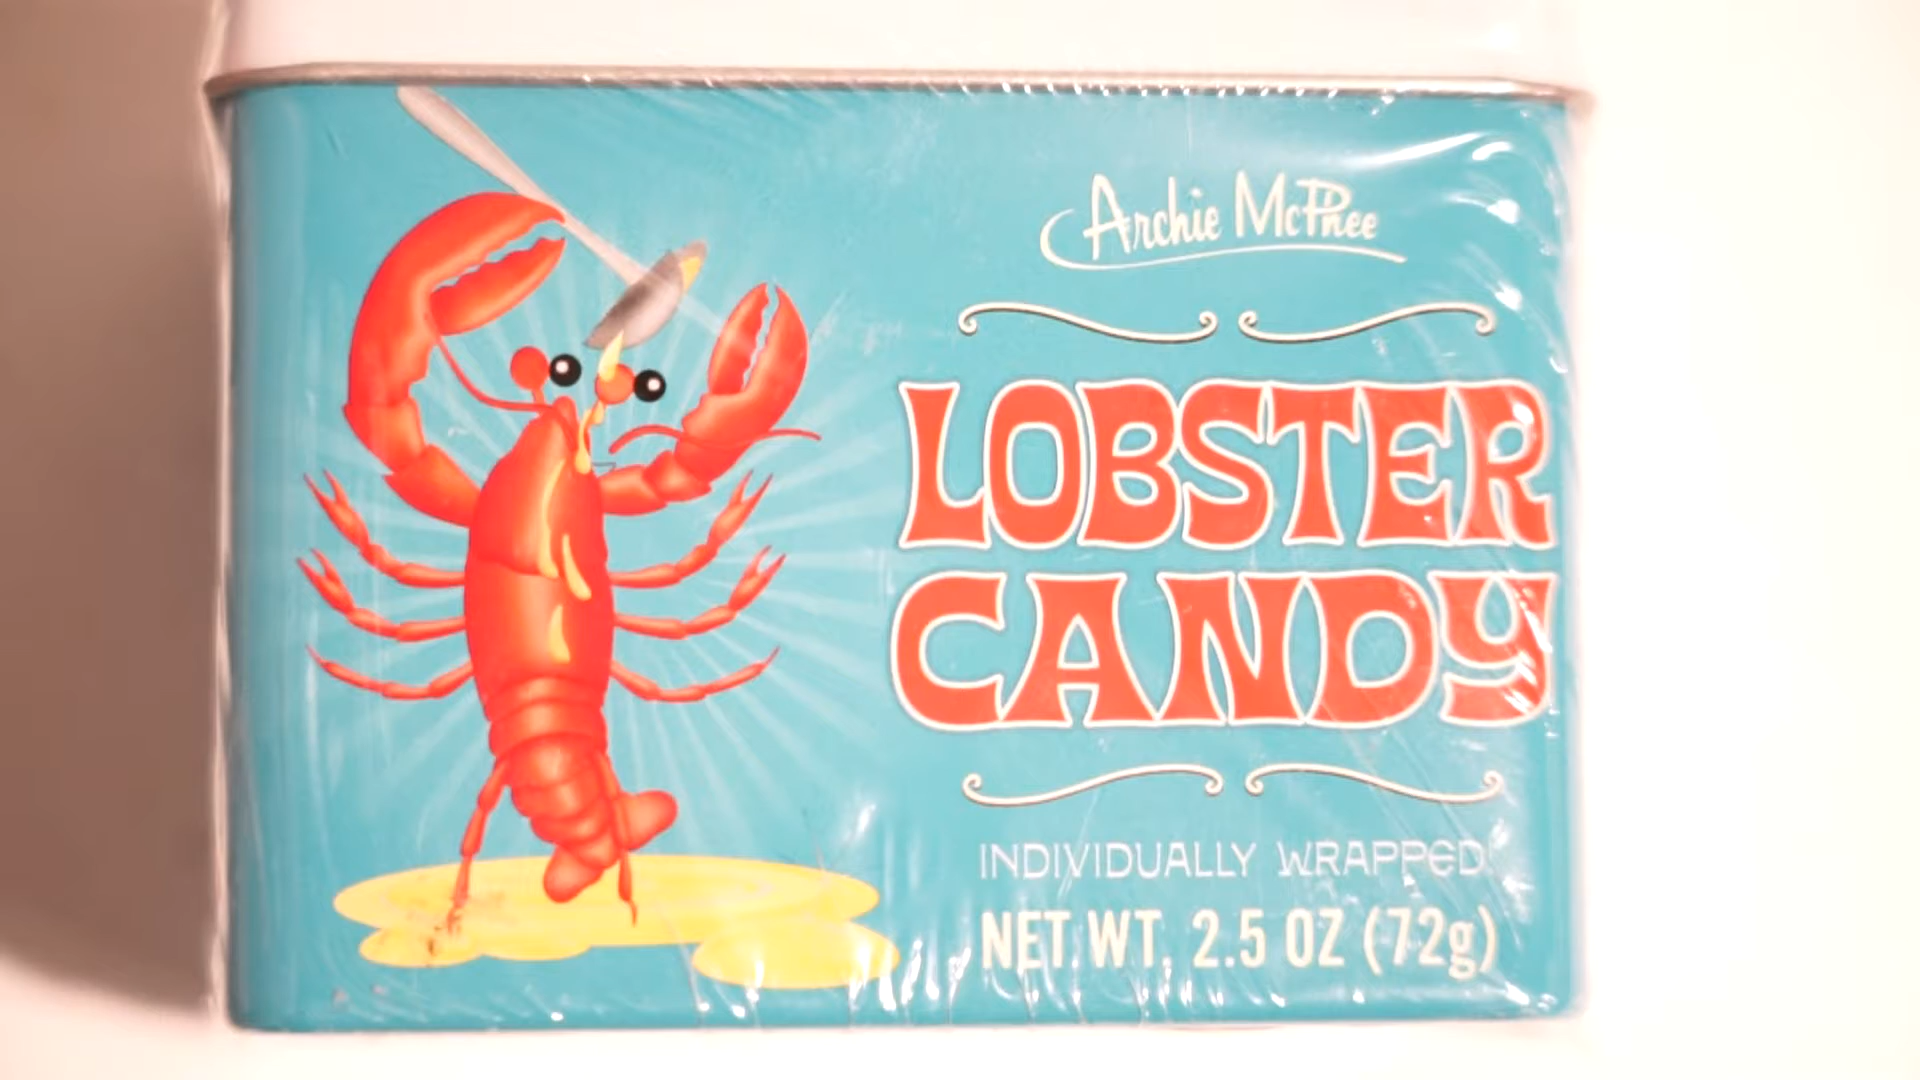 Archie McPhee
LOBSTER
CANDY
INDIVIDUALLY WRAPPED
NET WT. 2.5 OZ (72g)